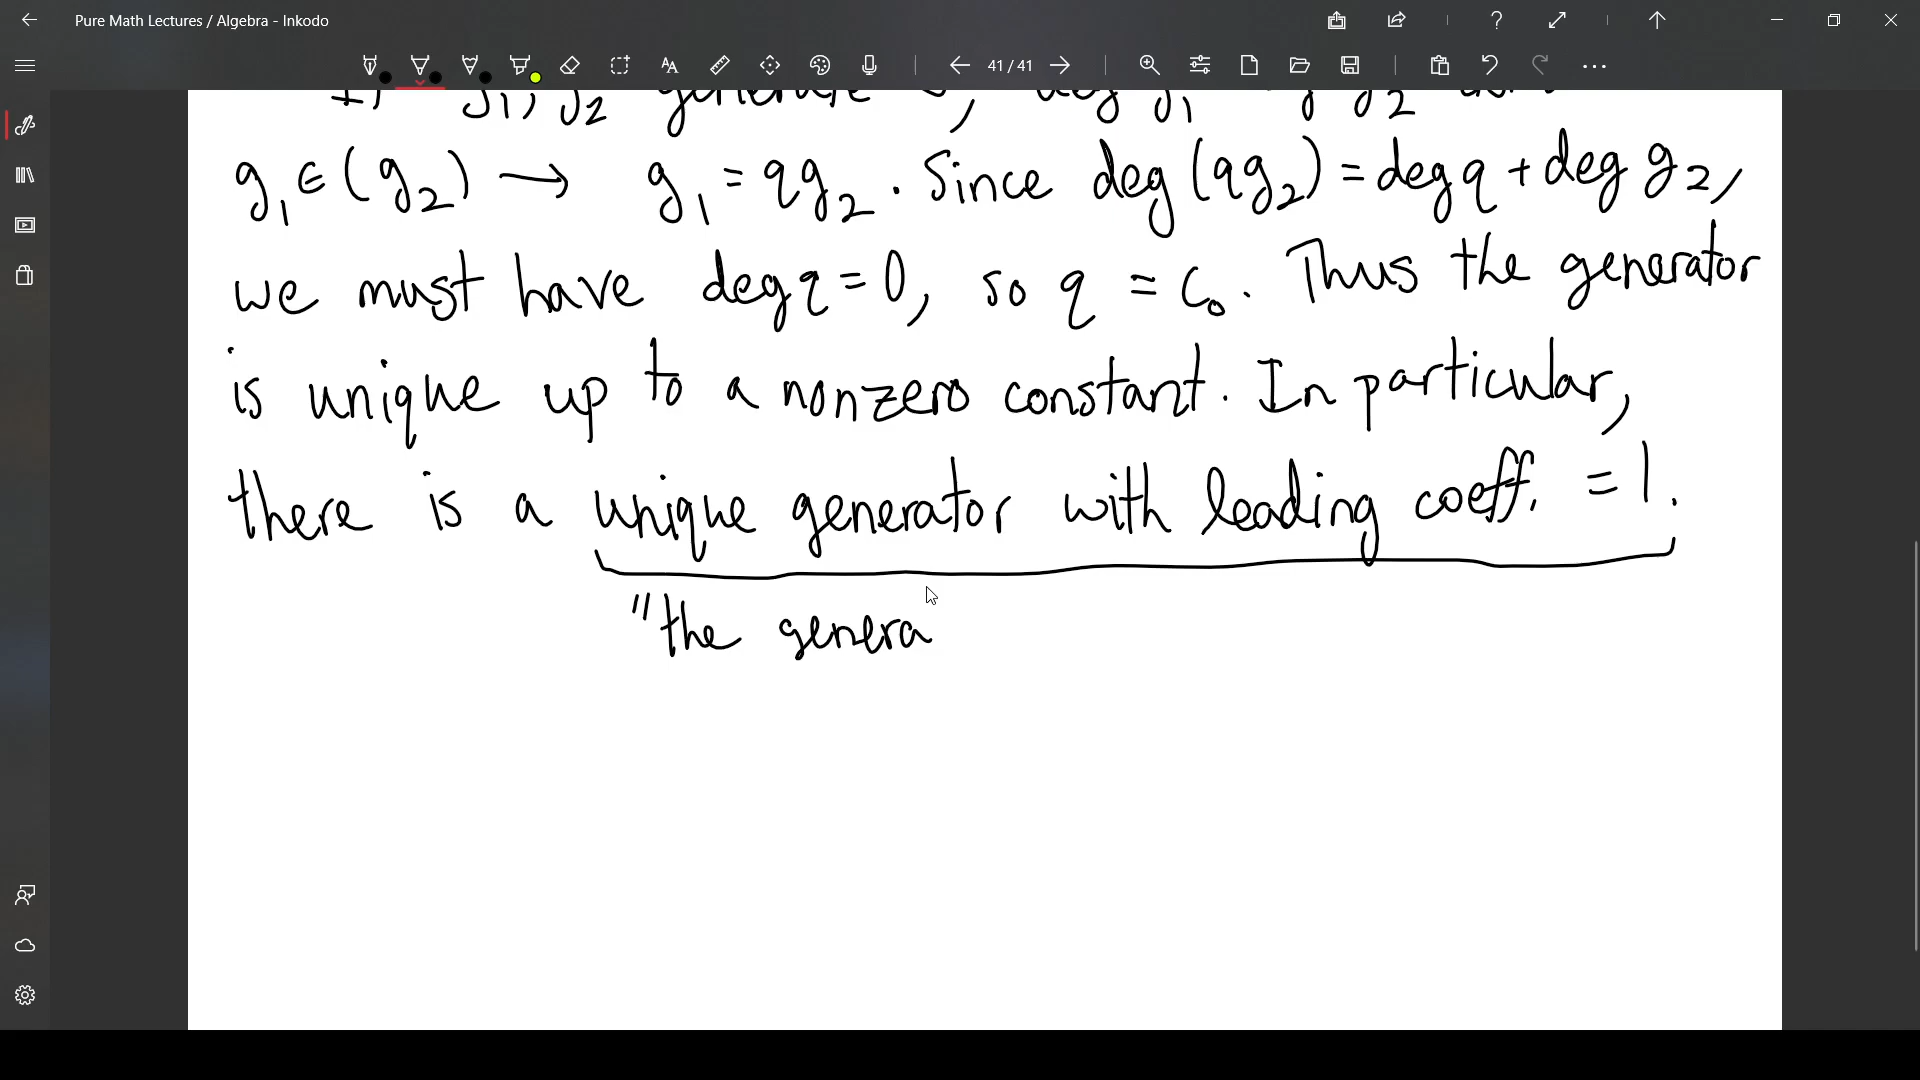 Pure Math Lectures / Algebra - Inkodo
41 / 41
g₁ ∈ (g₂) → g₁ = qg₂. Since deg(qg₂) = deg q + deg g₂,
we must have deg q = 0, so q = c₀. Thus the generator
is unique up to a nonzero constant. In particular,
there is a unique generator with leading coeff. = 1.
"the genera